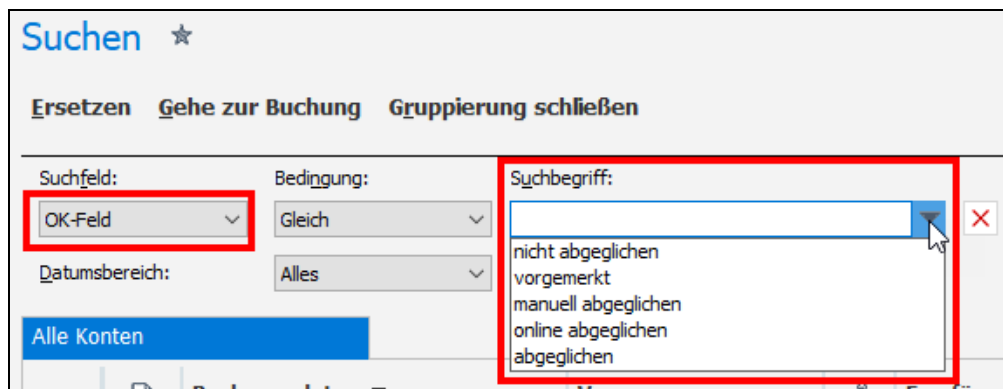 Suchen
Ersetzen Gehe zur Buchung Gruppierung schließen
Suchfeld: Bedingung: Suchbegriff:
OK-Feld Gleich
nicht abgeglichen
vorgemerkt
Datumsbereich: Alles
manuell abgeglichen
online abgeglichen
abgeglichen
Alle Konten